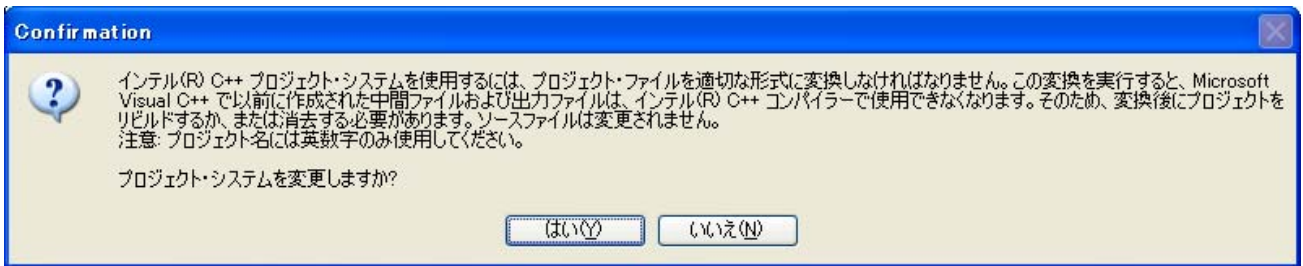 Confirmation
インテル(R) C++ プロジェクト・システムを使用するには、プロジェクト・ファイルを適切な形式に変換しなければなりません。この変換を実行すると、Microsoft
Visual C++ で以前に作成された中間ファイルおよび出力ファイルは、インテル(R) C++ コンパイラーで使用できなくなります。そのため、変換後にプロジェクトを
リビルドするか、または消去する必要があります。ソースファイルは変更されません。
注意: プロジェクト名には英数字のみ使用してください。
プロジェクト・システムを変更しますか?
はい(Y)
いいえ(N)